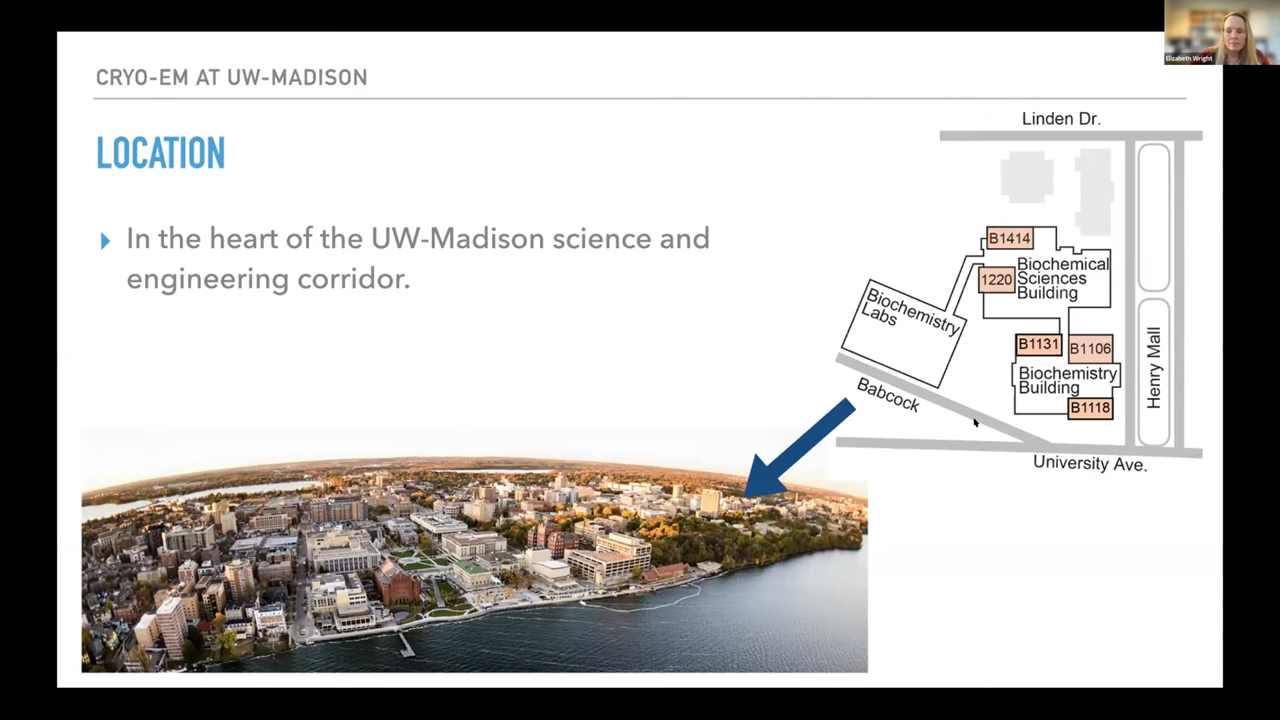 Elizabeth Wright
CRYO-EM AT UW-MADISON
LOCATION
In the heart of the UW-Madison science and
engineering corridor.
Linden Dr.
B1414
Biochemical
Sciences
Building
1220
Biochemistry
Labs
B1131
B1106
Biochemistry
Building
B1118
Henry Mall
Babcock
University Ave.